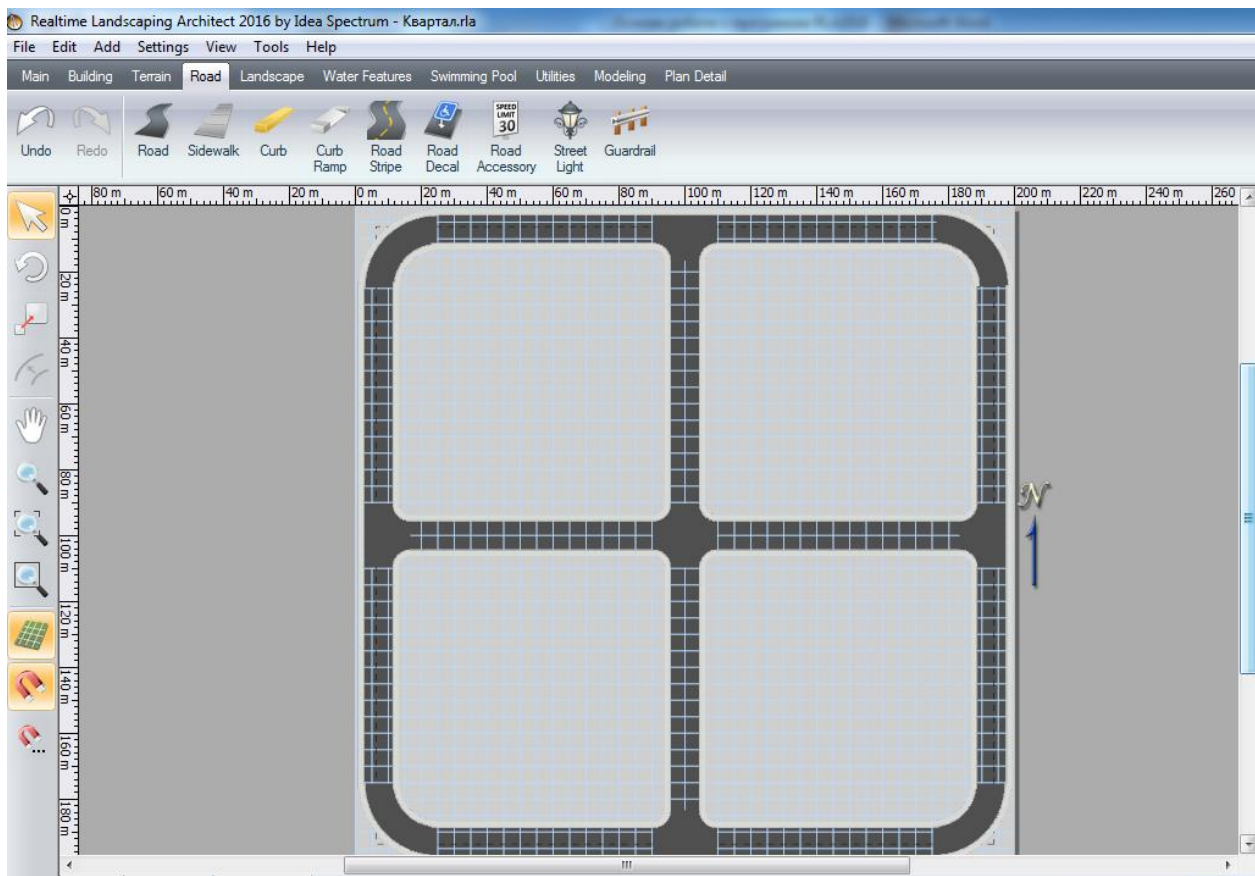 Realtime Landscaping Architect 2016 by Idea Spectrum - Квартал.rla
File Edit Add Settings View Tools Help
Main Building Terrain Road Landscape Water Features Swimming Pool Utilities Modeling Plan Detail
SPEED
LIMIT
30
Undo Redo Road Sidewalk Curb Curb Road Road Road Street Guardrail
Ramp Stripe Decal Accessory Light
80 m 60 m 40 m 20 m 0 m 20 m 40 m 60 m 80 m 100 m 120 m 140 m 160 m 180 m 200 m 220 m 240 m 260
0 m
20 m
40 m
60 m
80 m
N
100 m
120 m
140 m
160 m
180 m